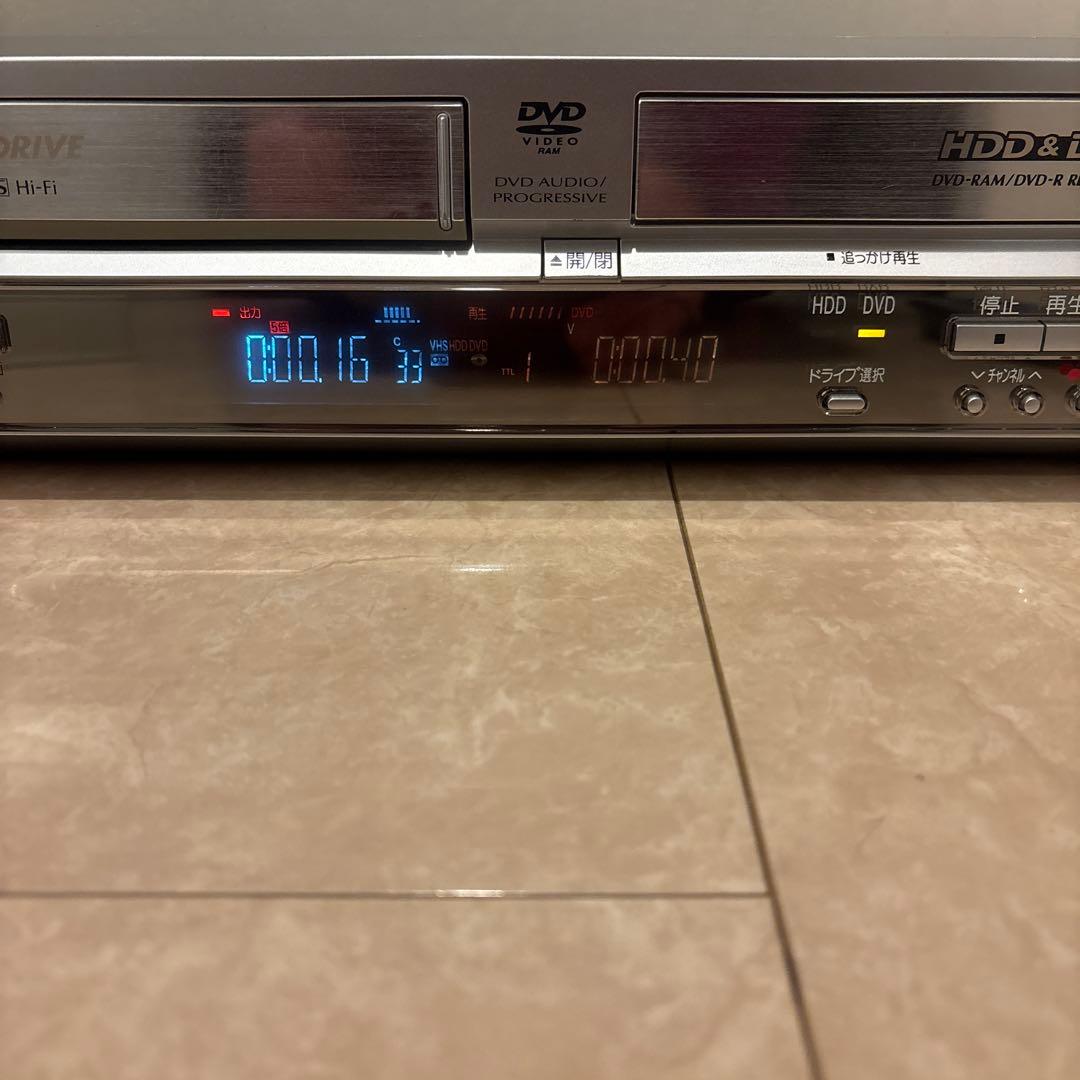 DRIVE
S Hi-Fi
DVD
VIDEO
RAM
DVD AUDIO/
PROGRESSIVE
HDD & D
DVD-RAM/DVD-R RE
開/閉
追っかけ再生
出力
5倍
0:00.16
C
33
VHS HDD DVD
再生
DVD
V
TTL 1
0:00.40
HDD DVD
ドライブ選択
停止
再生
チャンネル